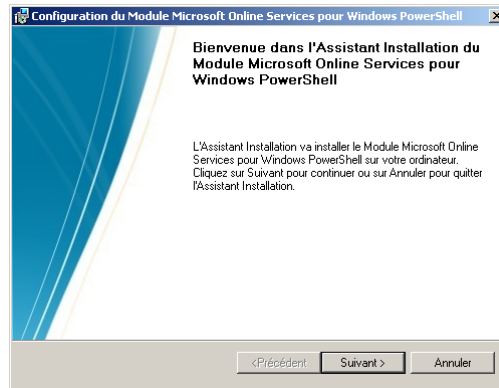 Configuration du Module Microsoft Online Services pour Windows PowerShell
Bienvenue dans l'Assistant Installation du
Module Microsoft Online Services pour
Windows PowerShell
L'Assistant Installation va installer le Module Microsoft Online
Services pour Windows PowerShell sur votre ordinateur.
Cliquez sur Suivant pour continuer ou sur Annuler pour quitter
l'Assistant Installation.
<Précédent Suivant > Annuler